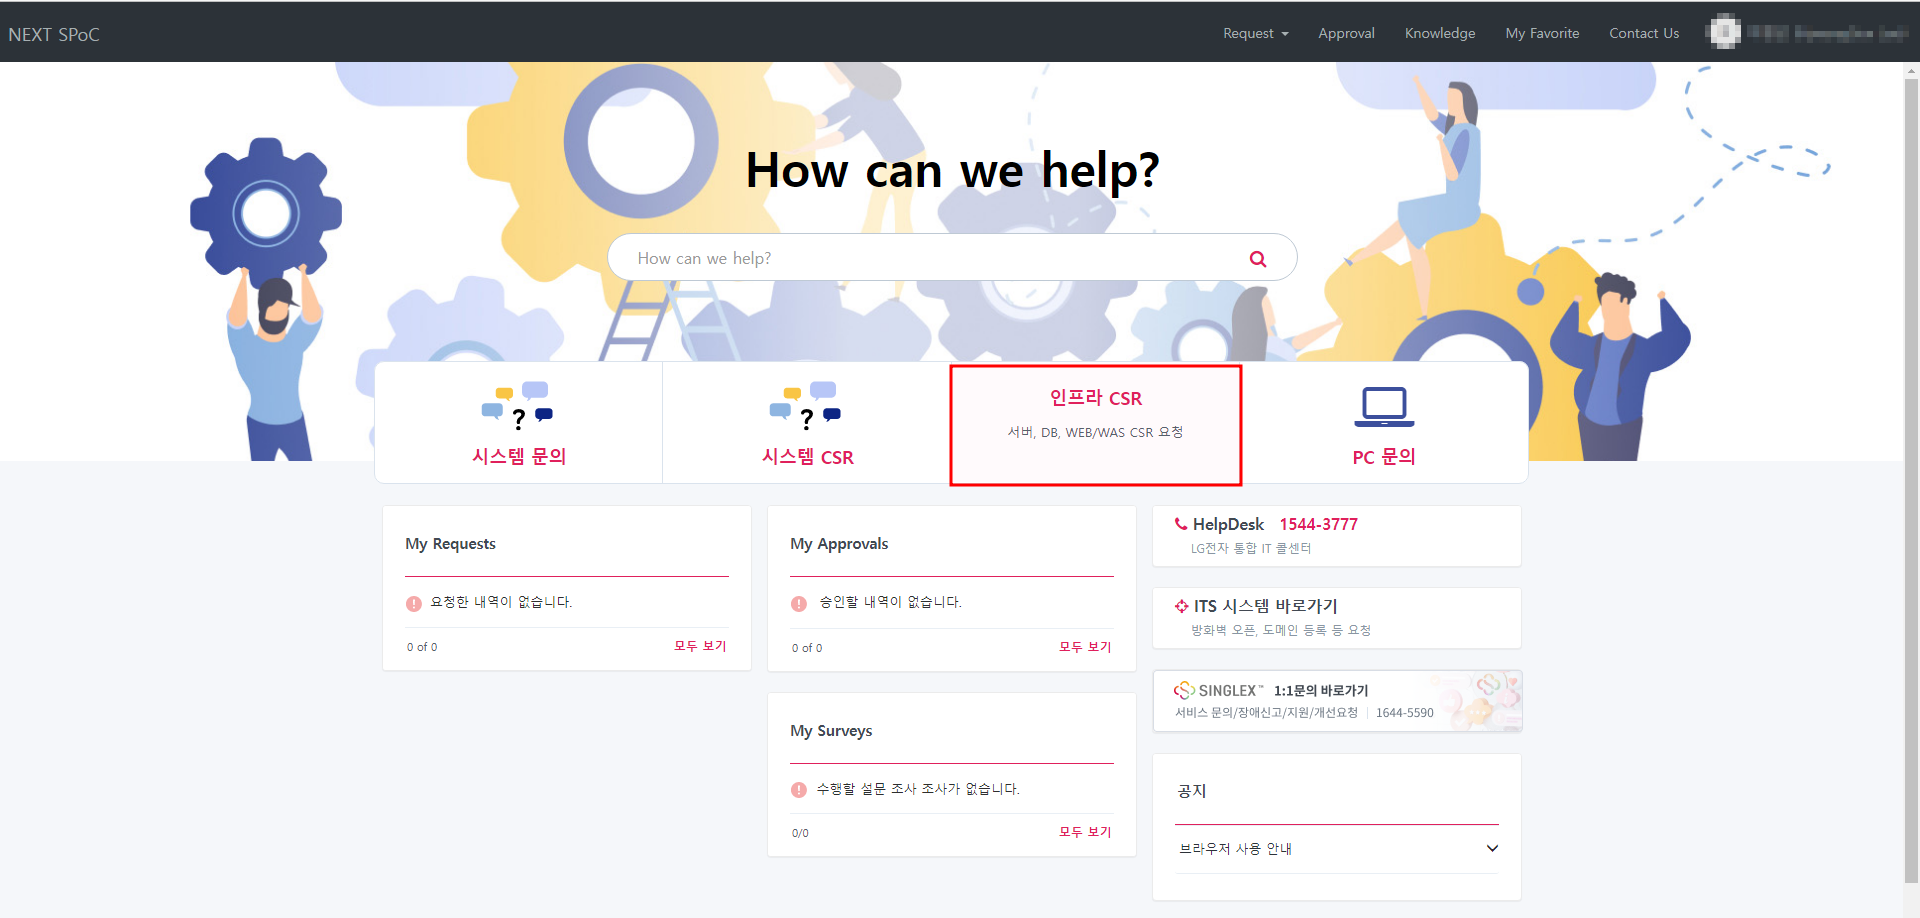 NEXT SPoC
Request
Approval
Knowledge
My Favorite
Contact Us
How can we help?
How can we help?
?
시스템 문의
?
시스템 CSR
인프라 CSR
서버, DB, WEB/WAS CSR 요청
PC 문의
My Requests
요청한 내역이 없습니다.
0 of 0
모두 보기
My Approvals
승인할 내역이 없습니다.
0 of 0
모두 보기
My Surveys
수행할 설문 조사 조사가 없습니다.
0/0
모두 보기
HelpDesk 1544-3777
LG전자 통합 IT 콜센터
ITS 시스템 바로가기
방화벽 오픈, 도메인 등록 등 요청
SINGLEX™ 1:1문의 바로가기
서비스 문의/장애신고/지원/개선요청 | 1644-5590
공지
브라우저 사용 안내